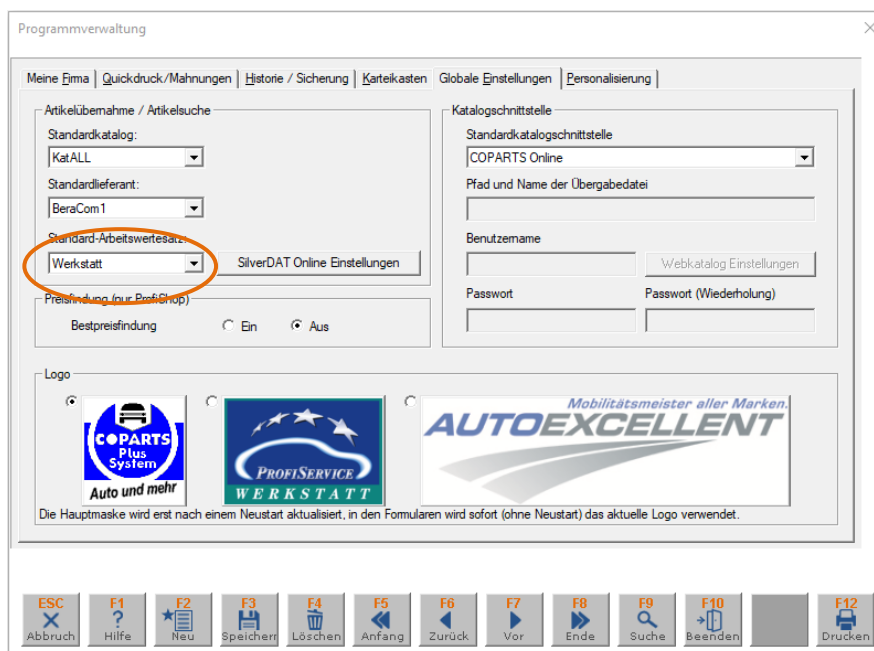 Programmverwaltung
Meine Firma Quickdruck/Mahnungen Historie / Sicherung Karteikasten Globale Einstellungen Personalisierung
Artikelübernahme / Artikelsuche
Standardkatalog:
KatALL
Standardlieferant:
BeraCom1
Standard-Arbeitswertesatz:
Werkstatt
SilverDAT Online Einstellungen
Preisfindung (nur ProfiShop)
Bestpreisfindung Ein Aus
Katalogschnittstelle
Standardkatalogschnittstelle
COPARTS Online
Pfad und Name der Übergabedatei
Benutzername
Webkatalog Einstellungen
Passwort Passwort (Wiederholung)
Logo
COPARTS
Plus
System
Auto und mehr
PROFISERVICE
WERKSTATT
Mobilitätsmeister aller Marken.
AUTOEXCELLENT
Die Hauptmaske wird erst nach einem Neustart aktualisiert, in den Formularen wird sofort (ohne Neustart) das aktuelle Logo verwendet.
ESC F1 F2 F3 F4 F5 F6 F7 F8 F9 F10 F12
Abbruch Hilfe Neu Speichern Löschen Anfang Zurück Vor Ende Suche Beenden Drucken